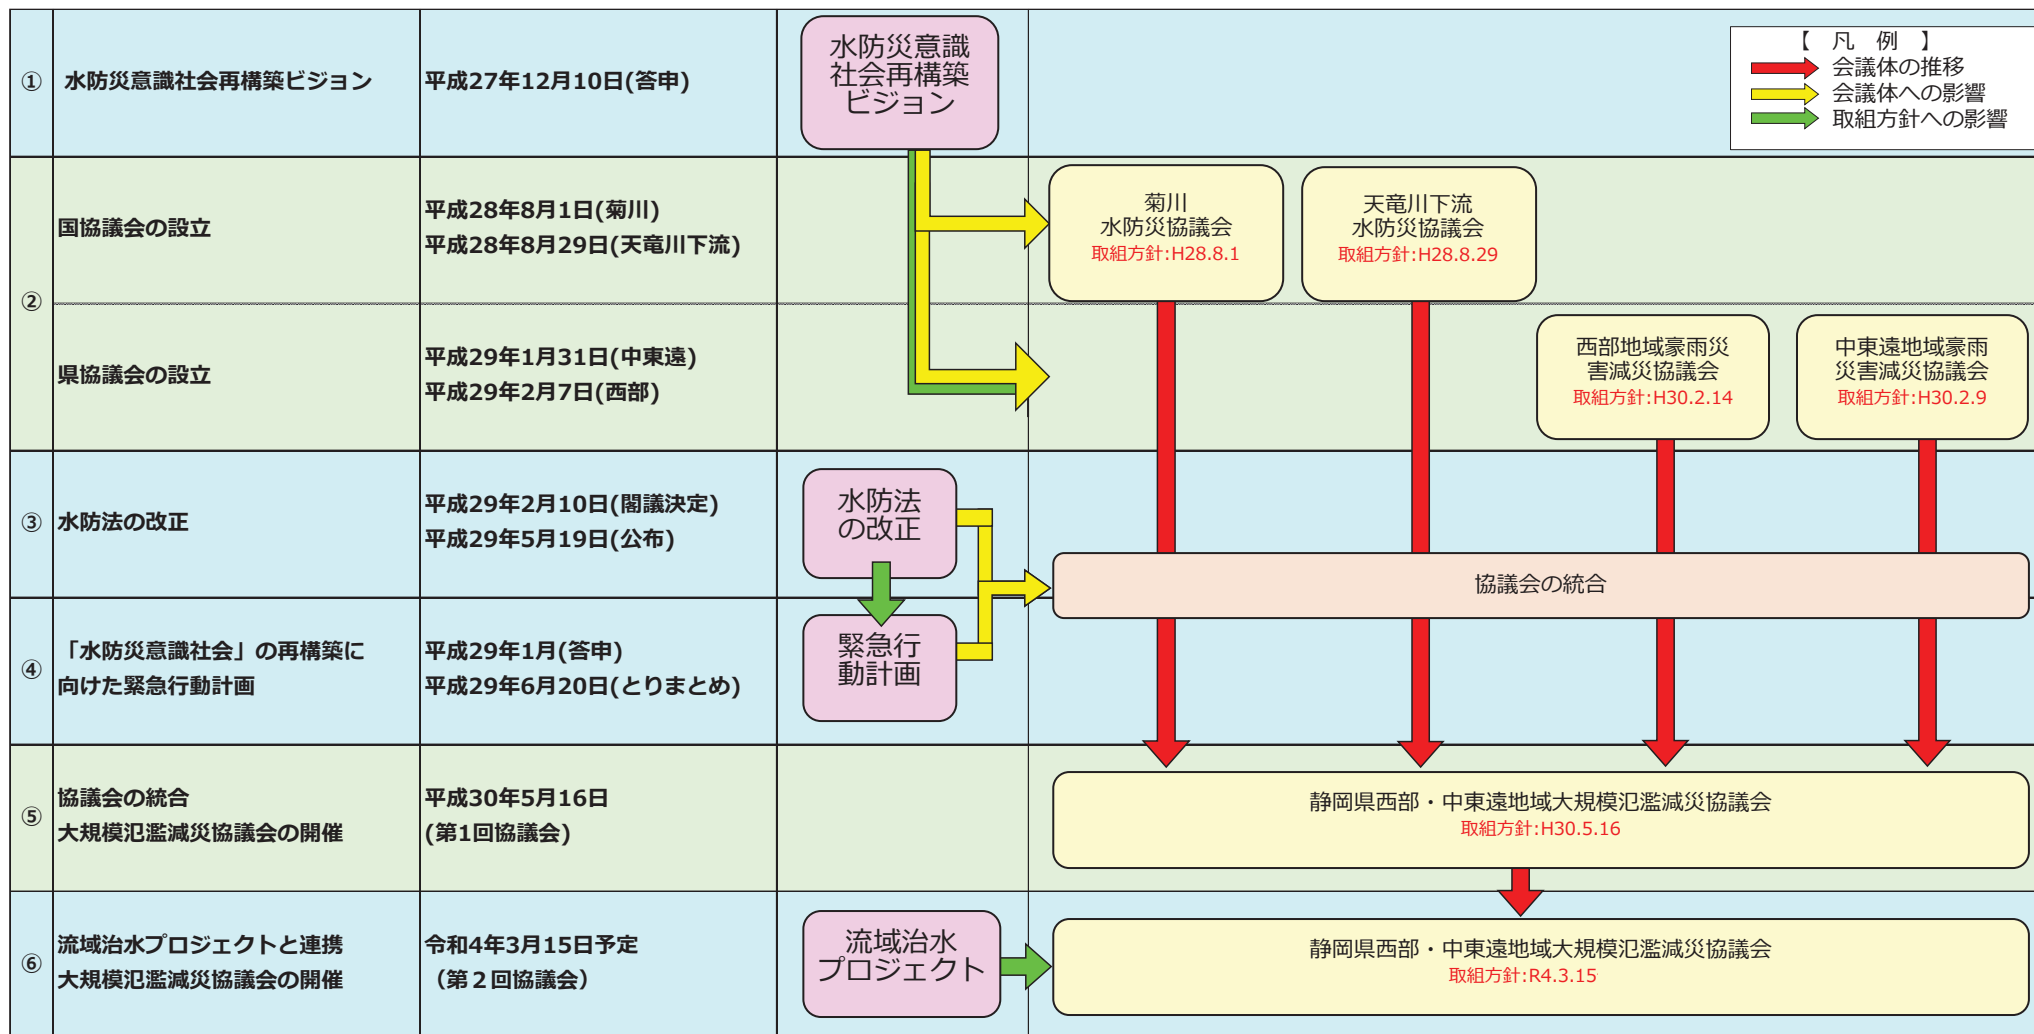 【 凡 例 】
会議体の推移
会議体への影響
取組方針への影響
①
水防災意識社会再構築ビジョン
平成27年12月10日(答申)
水防災意識
社会再構築
ビジョン
②
国協議会の設立
平成28年8月1日(菊川)
平成28年8月29日(天竜川下流)
菊川
水防災協議会
取組方針:H28.8.1
天竜川下流
水防災協議会
取組方針:H28.8.29
県協議会の設立
平成29年1月31日(中東遠)
平成29年2月7日(西部)
西部地域豪雨災
害減災協議会
取組方針:H30.2.14
中東遠地域豪雨
災害減災協議会
取組方針:H30.2.9
③
水防法の改正
平成29年2月10日(閣議決定)
平成29年5月19日(公布)
水防法
の改正
協議会の統合
④
「水防災意識社会」の再構築に
向けた緊急行動計画
平成29年1月(答申)
平成29年6月20日(とりまとめ)
緊急行
動計画
⑤
協議会の統合
大規模氾濫減災協議会の開催
平成30年5月16日
(第1回協議会)
静岡県西部・中東遠地域大規模氾濫減災協議会
取組方針:H30.5.16
⑥
流域治水プロジェクトと連携
大規模氾濫減災協議会の開催
令和4年3月15日予定
（第２回協議会）
流域治水
プロジェクト
静岡県西部・中東遠地域大規模氾濫減災協議会
取組方針:R4.3.15